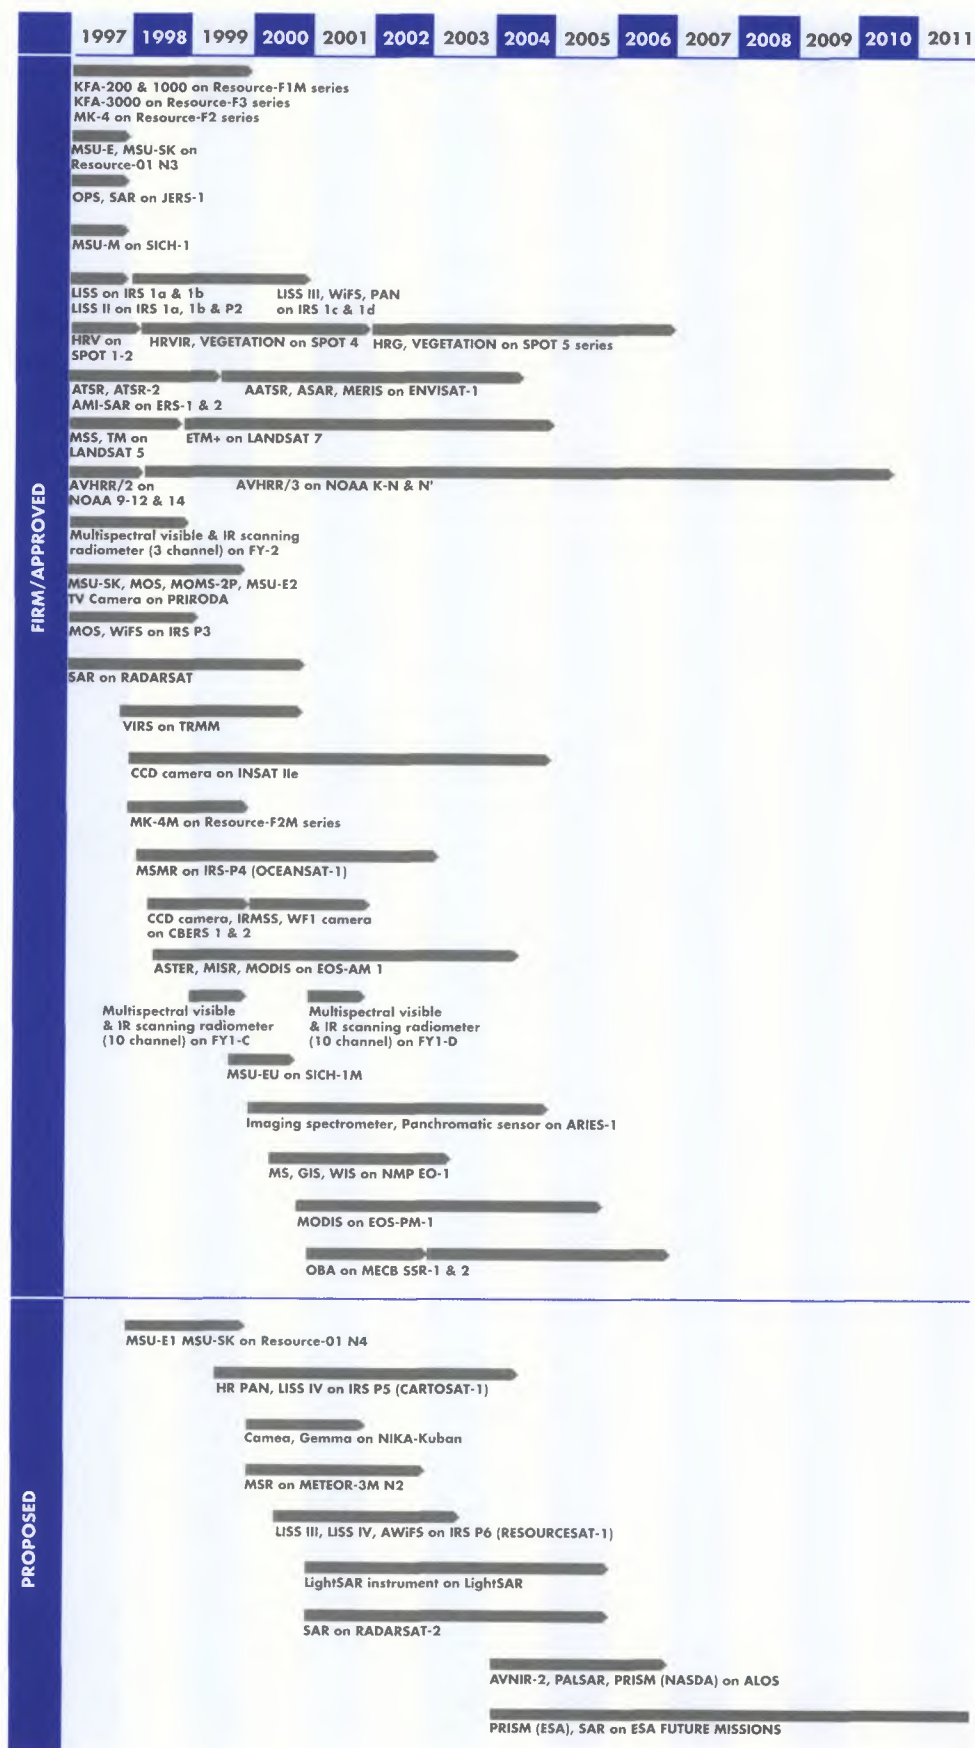 1997 1998 1999 2000 2001 2002 2003 2004 2005 2006 2007 2008 2009 2010 2011
FIRM/APPROVED
KFA-200 & 1000 on Resource-F1M series
KFA-3000 on Resource-F3 series
MK-4 on Resource-F2 series
MSU-E, MSU-SK on
Resource-01 N3
OPS, SAR on JERS-1
MSU-M on SICH-1
LISS on IRS 1a & 1b
LISS II on IRS 1a, 1b & P2
LISS III, WiFS, PAN
on IRS 1c & 1d
HRV on
SPOT 1-2
HRVIR, VEGETATION on SPOT 4
HRG, VEGETATION on SPOT 5 series
ATSR, ATSR-2
AMI-SAR on ERS-1 & 2
AATSR, ASAR, MERIS on ENVISAT-1
MSS, TM on
LANDSAT 5
ETM+ on LANDSAT 7
AVHRR/2 on
NOAA 9-12 & 14
AVHRR/3 on NOAA K-N & N'
Multispectral visible & IR scanning
radiometer (3 channel) on FY-2
MSU-SK, MOS, MOMS-2P, MSU-E2
TV Camera on PRIRODA
MOS, WiFS on IRS P3
SAR on RADARSAT
VIRS on TRMM
CCD camera on INSAT IIe
MK-4M on Resource-F2M series
MSMR on IRS-P4 (OCEANSAT-1)
CCD camera, IRMSS, WF1 camera
on CBERS 1 & 2
ASTER, MISR, MODIS on EOS-AM 1
Multispectral visible
& IR scanning radiometer
(10 channel) on FY1-C
Multispectral visible
& IR scanning radiometer
(10 channel) on FY1-D
MSU-EU on SICH-1M
Imaging spectrometer, Panchromatic sensor on ARIES-1
MS, GIS, WIS on NMP EO-1
MODIS on EOS-PM-1
OBA on MECB SSR-1 & 2
PROPOSED
MSU-E1 MSU-SK on Resource-01 N4
HR PAN, LISS IV on IRS P5 (CARTOSAT-1)
Camea, Gemma on NIKA-Kuban
MSR on METEOR-3M N2
LISS III, LISS IV, AWiFS on IRS P6 (RESOURCESAT-1)
LightSAR instrument on LightSAR
SAR on RADARSAT-2
AVNIR-2, PALSAR, PRISM (NASDA) on ALOS
PRISM (ESA), SAR on ESA FUTURE MISSIONS